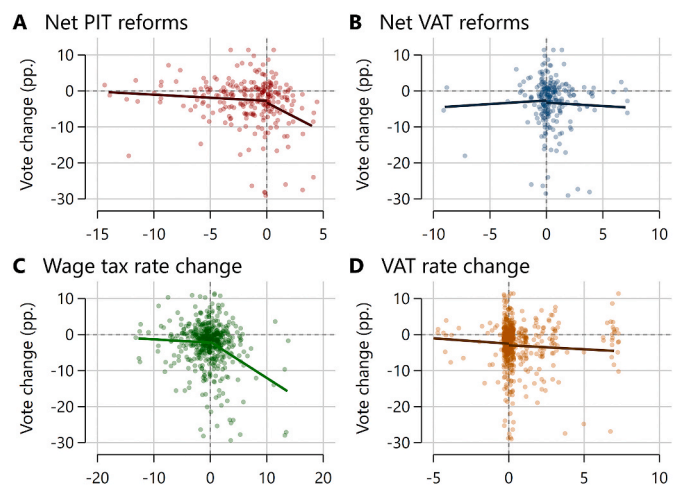 A Net PIT reforms
Vote change (pp.)
10
0
-10
-20
-30
-15 -10 -5 0 5
B Net VAT reforms
Vote change (pp.)
10
0
-10
-20
-30
-10 -5 0 5 10
C Wage tax rate change
Vote change (pp.)
10
0
-10
-20
-30
-20 -10 0 10 20
D VAT rate change
Vote change (pp.)
10
0
-10
-20
-30
-5 0 5 10